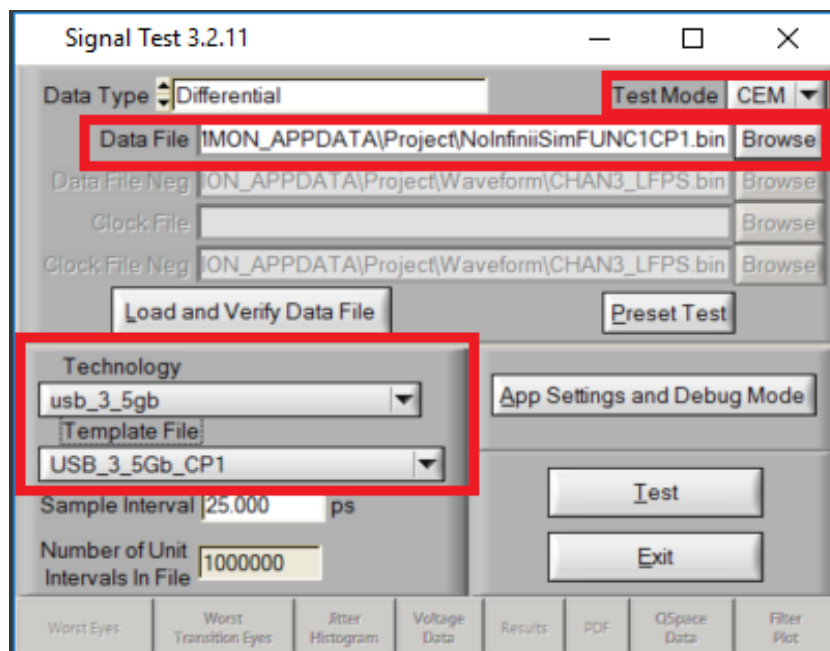 Signal Test 3.2.11
Data Type Differential Test Mode CEM
Data File 1MON_APPDATA\Project\NoInfiniiSimFUNC1CP1.bin Browse
Data File Neg ION_APPDATA\Project\Waveform\CHAN3_LFPS.bin Browse
Clock File Browse
Clock File Neg ION_APPDATA\Project\Waveform\CHAN3_LFPS.bin Browse
Load and Verify Data File Preset Test
Technology
usb_3_5gb
App Settings and Debug Mode
Template File
USB_3_5Gb_CP1
Sample Interval 25.000 ps
Test
Number of Unit
Intervals In File 1000000
Exit
Worst Eyes
Worst
Transition Eyes
Jitter
Histogram
Voltage
Data
Results
PDF
QSpace
Data
Filter
Plot